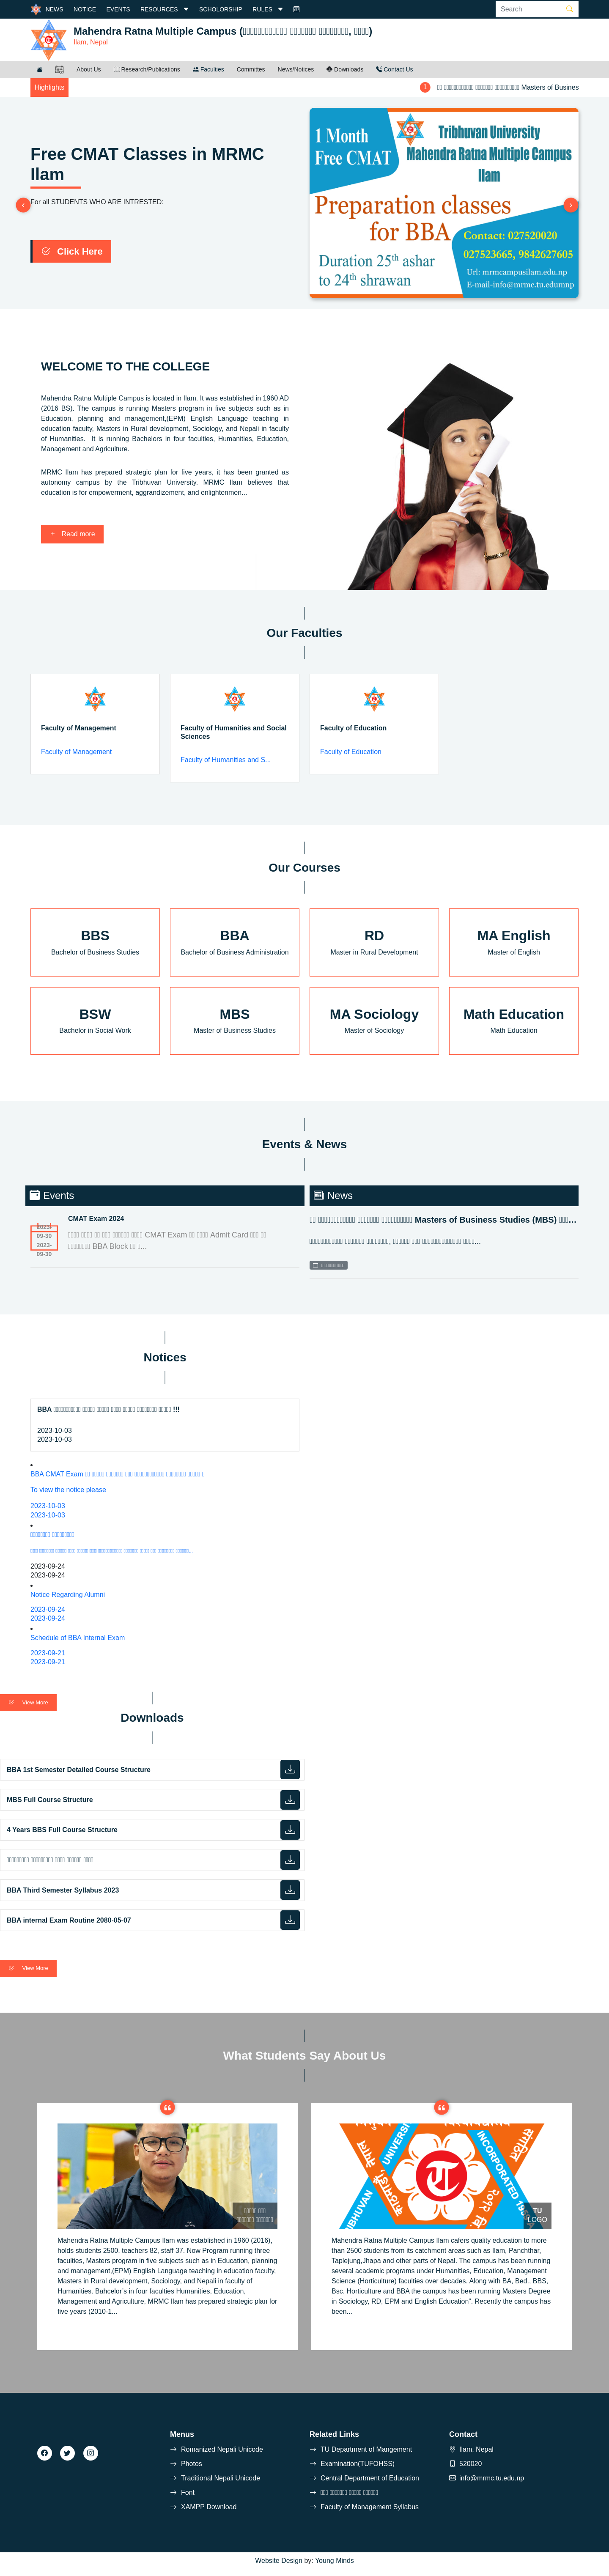 NEWS NOTICE EVENTS RESOURCES SCHOLORSHIP RULES
Search
Mahendra Ratna Multiple Campus (
Ilam, Nepal
About Us Research/Publications Faculties Committes News/Notices Downloads Contact Us
Highlights
1 Masters of Busines
Free CMAT Classes in MRMC
Ilam
For all STUDENTS WHO ARE INTRESTED:
Click Here
1 Month
Free CMAT
Tribhuvan University
Mahendra Ratna Multiple Campus
Ilam
Preparation classes
for BBA
Contact: 027520020
027523665, 9842627605
Duration 25th ashar
to 24th shrawan
Url: mrmcampusilam.edu.np
E-mail-info@mrmc.tu.edumnp
WELCOME TO THE COLLEGE
Mahendra Ratna Multiple Campus is located in Ilam. It was established in 1960 AD
(2016 BS). The campus is running Masters program in five subjects such as in
Education, planning and management,(EPM) English Language teaching in
education faculty, Masters in Rural development, Sociology, and Nepali in faculty
of Humanities. It is running Bachelors in four faculties, Humanities, Education,
Management and Agriculture.
MRMC Ilam has prepared strategic plan for five years, it has been granted as
autonomy campus by the Tribhuvan University. MRMC Ilam believes that
education is for empowerment, aggrandizement, and enlightenmen...
Read more
Our Faculties
Faculty of Management
Faculty of Management
Faculty of Humanities and Social
Sciences
Faculty of Humanities and S...
Faculty of Education
Faculty of Education
Our Courses
BBS
Bachelor of Business Studies
BBA
Bachelor of Business Administration
RD
Master in Rural Development
MA English
Master of English
BSW
Bachelor in Social Work
MBS
Master of Business Studies
MA Sociology
Master of Sociology
Math Education
Math Education
Events & News
Events
2023-
09-30
2023-
09-30
CMAT Exam 2024
CMAT Exam Admit Card
BBA Block
News
Masters of Business Studies (MBS)
Notices
BBA !!!
2023-10-03
2023-10-03
BBA CMAT Exam
To view the notice please
2023-10-03
2023-10-03
2023-09-24
2023-09-24
Notice Regarding Alumni
2023-09-24
2023-09-24
Schedule of BBA Internal Exam
2023-09-21
2023-09-21
View More
Downloads
BBA 1st Semester Detailed Course Structure
MBS Full Course Structure
4 Years BBS Full Course Structure
BBA Third Semester Syllabus 2023
BBA internal Exam Routine 2080-05-07
View More
What Students Say About Us
Mahendra Ratna Multiple Campus Ilam was established in 1960 (2016),
holds students 2500, teachers 82, staff 37. Now Program running three
faculties, Masters program in five subjects such as in Education, planning
and management,(EPM) English Language teaching in education faculty,
Masters in Rural development, Sociology, and Nepali in faculty of
Humanities. Bahcelor's in four faculties Humanities, Education,
Management and Agriculture, MRMC Ilam has prepared strategic plan for
five years (2010-1...
TU
LOGO
Mahendra Ratna Multiple Campus Ilam cafers quality education to more
than 2500 students from its catchment areas such as Ilam, Panchthar,
Taplejung,Jhapa and other parts of Nepal. The campus has been running
several academic programs under Humanities, Education, Management
Science (Horticulture) faculties over decades. Along with BA, Bed., BBS,
Bsc. Horticulture and BBA the campus has been running Masters Degree
in Sociology, RD, EPM and English Education". Recently the campus has
been...
Menus
Romanized Nepali Unicode
Photos
Traditional Nepali Unicode
Font
XAMPP Download
Related Links
TU Department of Mangement
Examination(TUFOHSS)
Central Department of Education
Faculty of Management Syllabus
Contact
Ilam, Nepal
520020
info@mrmc.tu.edu.np
Website Design by: Young Minds